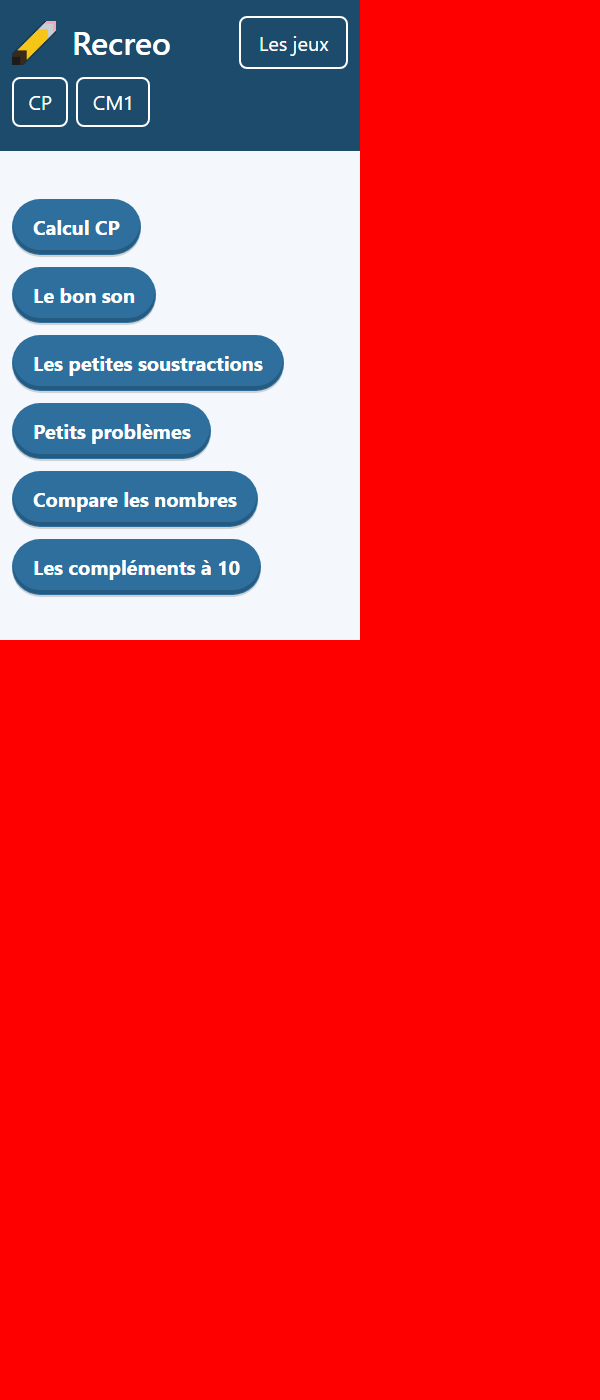 Recreo
Les jeux
CP
CM1
Calcul CP
Le bon son
Les petites soustractions
Petits problèmes
Compare les nombres
Les compléments à 10